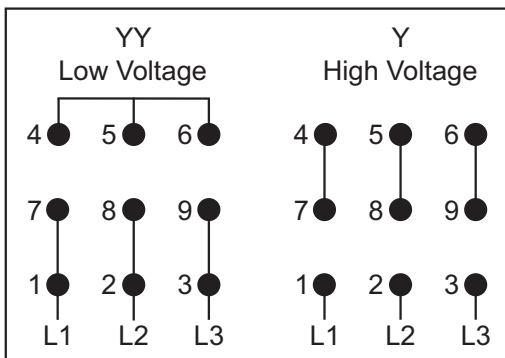 YY Y
Low Voltage High Voltage
4 5 6 4 5 6
7 8 9 7 8 9
1 2 3 1 2 3
L1 L2 L3 L1 L2 L3